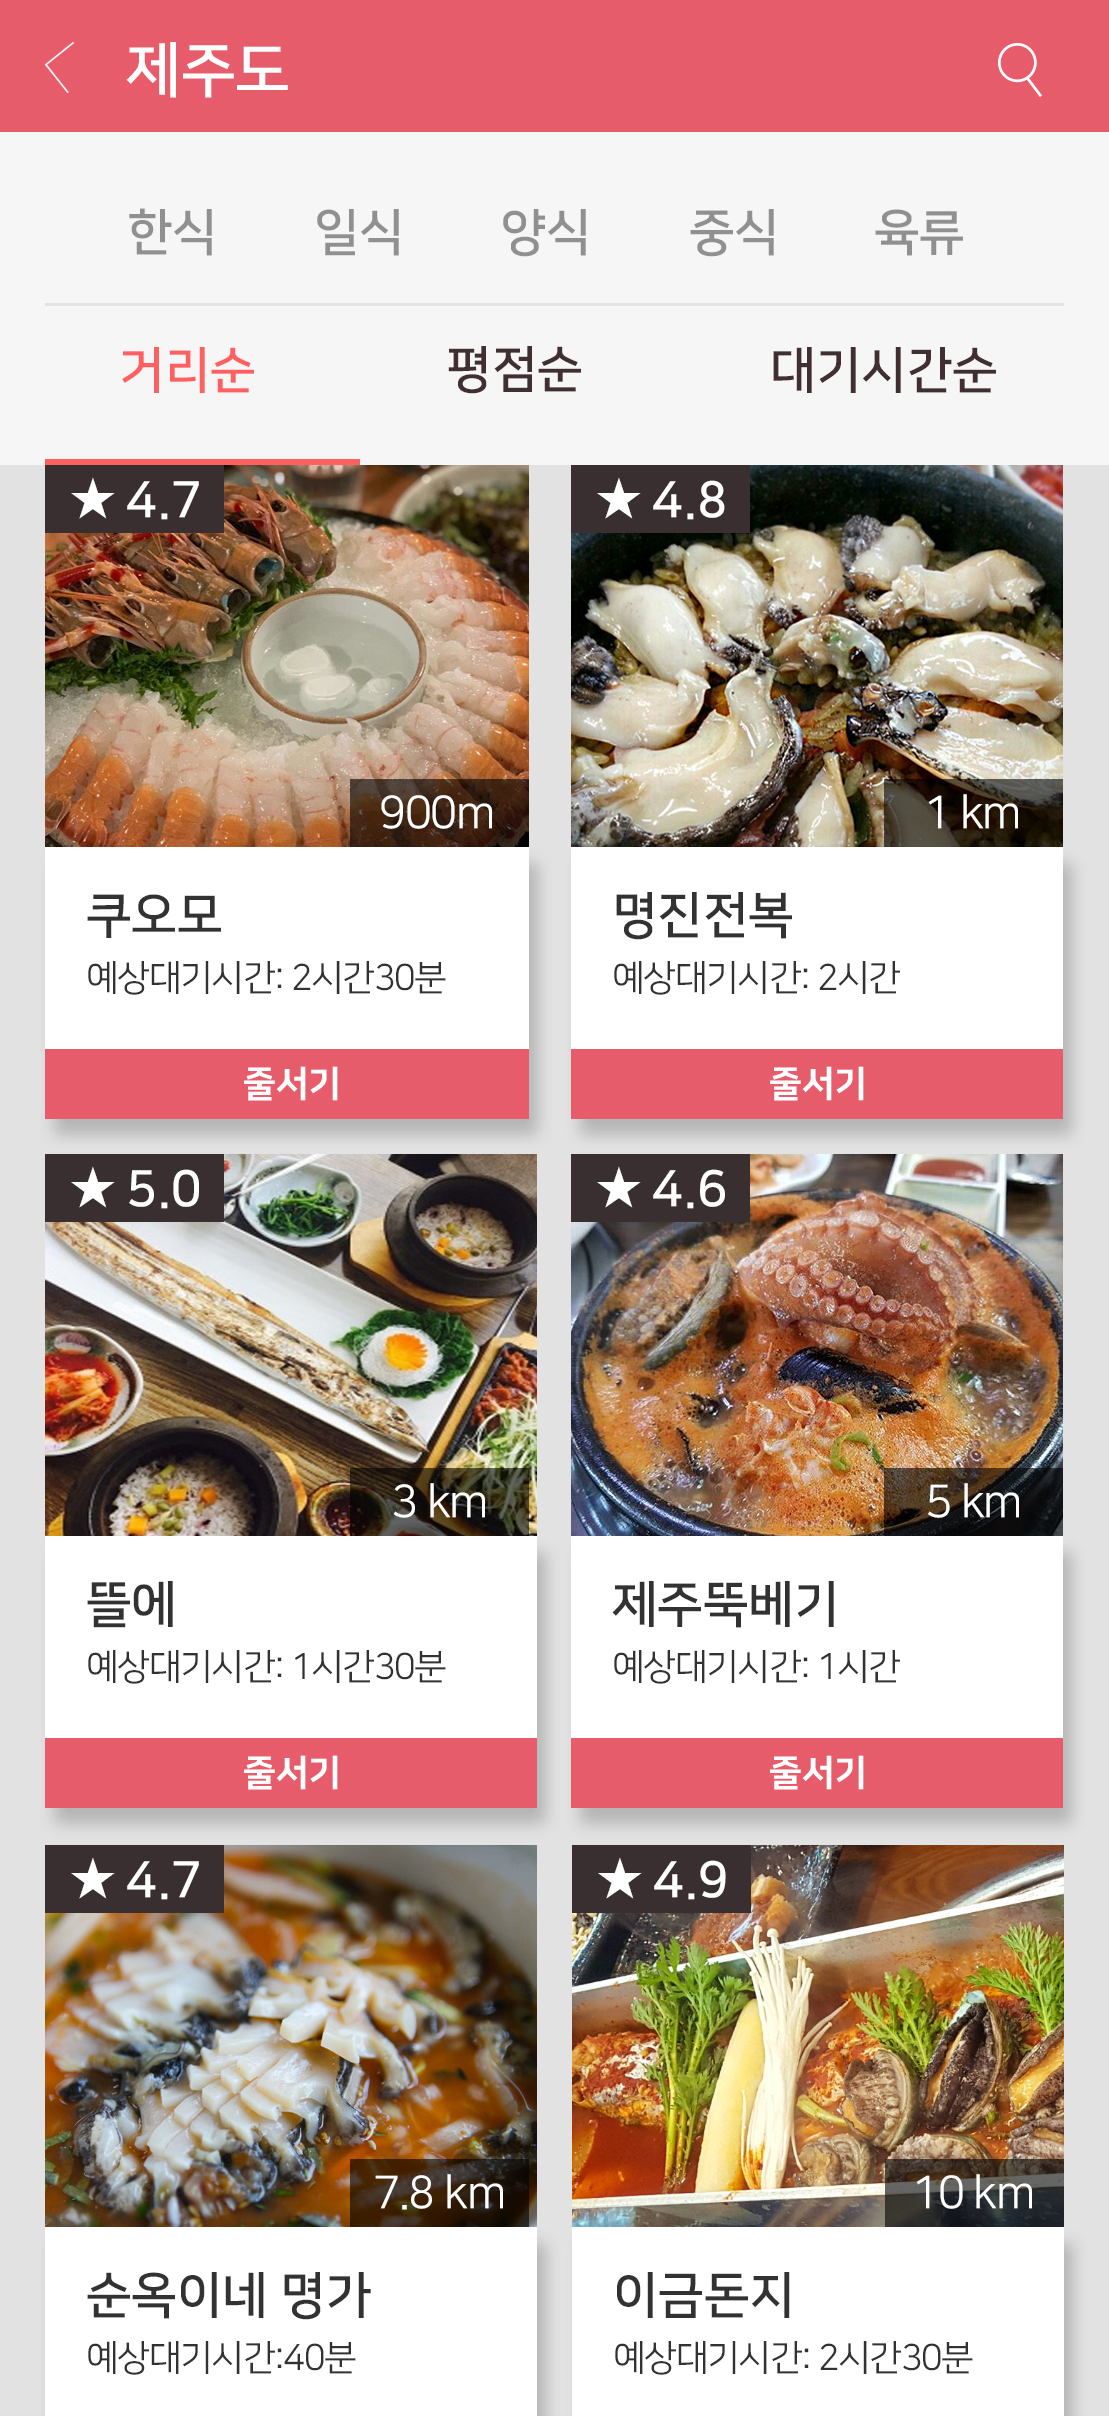 제주도
한식 일식 양식 중식 육류
거리순 평점순 대기시간순
★ 4.7
900m
쿠오모
예상대기시간: 2시간30분
줄서기
★ 4.8
1 km
명진전복
예상대기시간: 2시간
줄서기
★ 5.0
3 km
뜰에
예상대기시간: 1시간30분
줄서기
★ 4.6
5 km
제주뚝베기
예상대기시간: 1시간
줄서기
★ 4.7
7.8 km
순옥이네 명가
예상대기시간:40분
★ 4.9
10 km
이금돈지
예상대기시간: 2시간30분